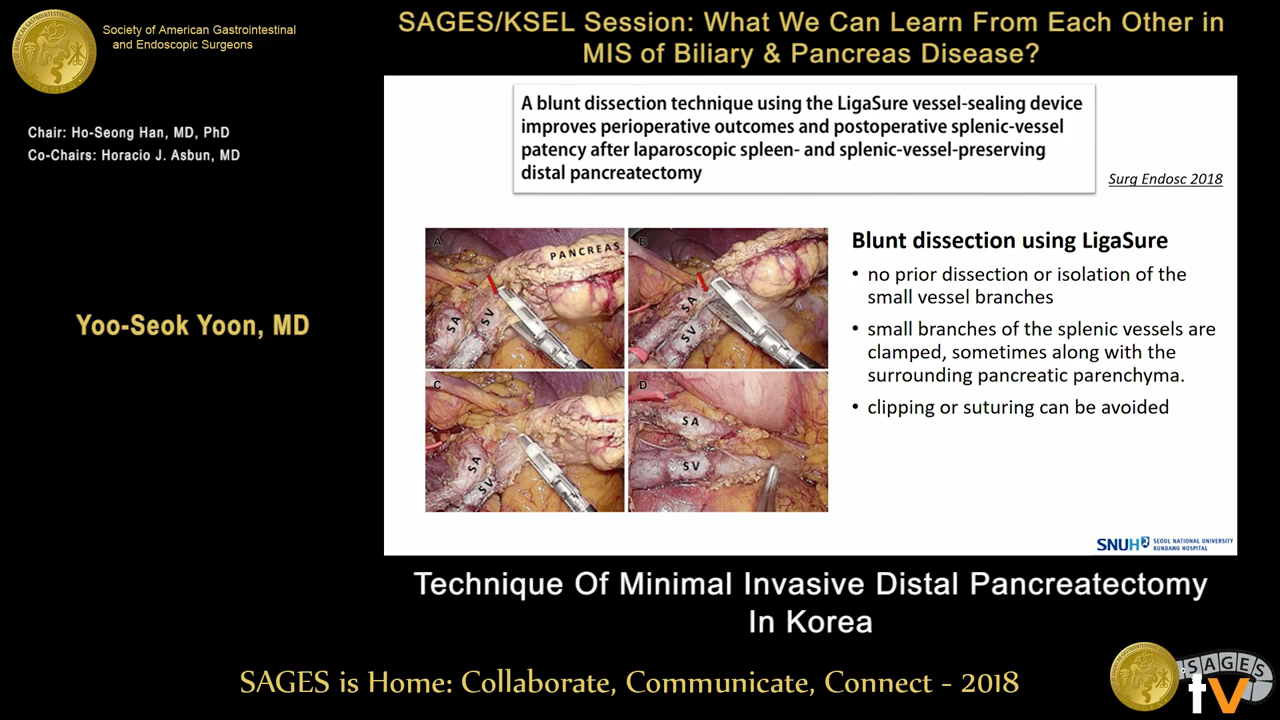 Society of American Gastrointestinal
and Endoscopic Surgeons
SAGES/KSEL Session: What We Can Learn From Each Other in
MIS of Biliary & Pancreas Disease?
Chair: Ho-Seong Han, MD, PhD
Co-Chairs: Horacio J. Asbun, MD
Yoo-Seok Yoon, MD
A blunt dissection technique using the LigaSure vessel-sealing device
improves perioperative outcomes and postoperative splenic-vessel
patency after laparoscopic spleen- and splenic-vessel-preserving
distal pancreatectomy
Surg Endosc 2018
A
PANCREAS
SA
SV
B
SA
SV
C
SA
SV
D
SA
SV
Blunt dissection using LigaSure
• no prior dissection or isolation of the
small vessel branches
• small branches of the splenic vessels are
clamped, sometimes along with the
surrounding pancreatic parenchyma.
• clipping or suturing can be avoided
SNUH
SEOUL NATIONAL UNIVERSITY
BUNDANG HOSPITAL
Technique Of Minimal Invasive Distal Pancreatectomy
In Korea
SAGES is Home: Collaborate, Communicate, Connect - 2018
SAGES
tv